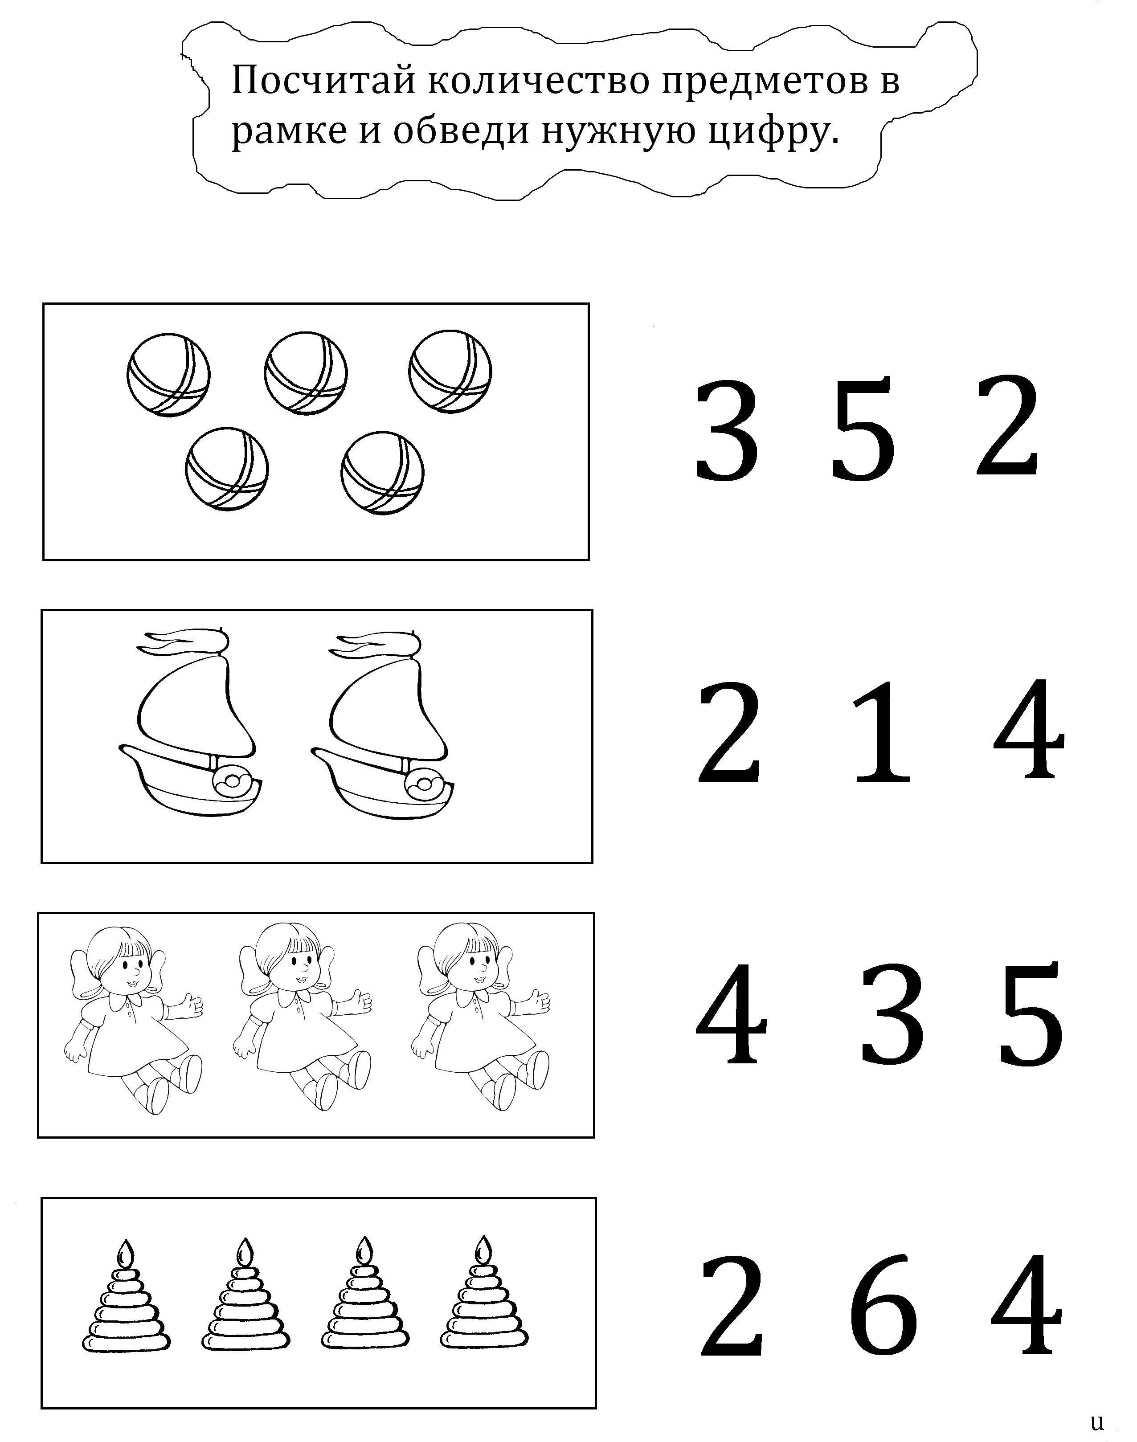 Посчитай количество предметов в
рамке и обведи нужную цифру.
3 5 2
2 1 4
4 3 5
2 6 4
u